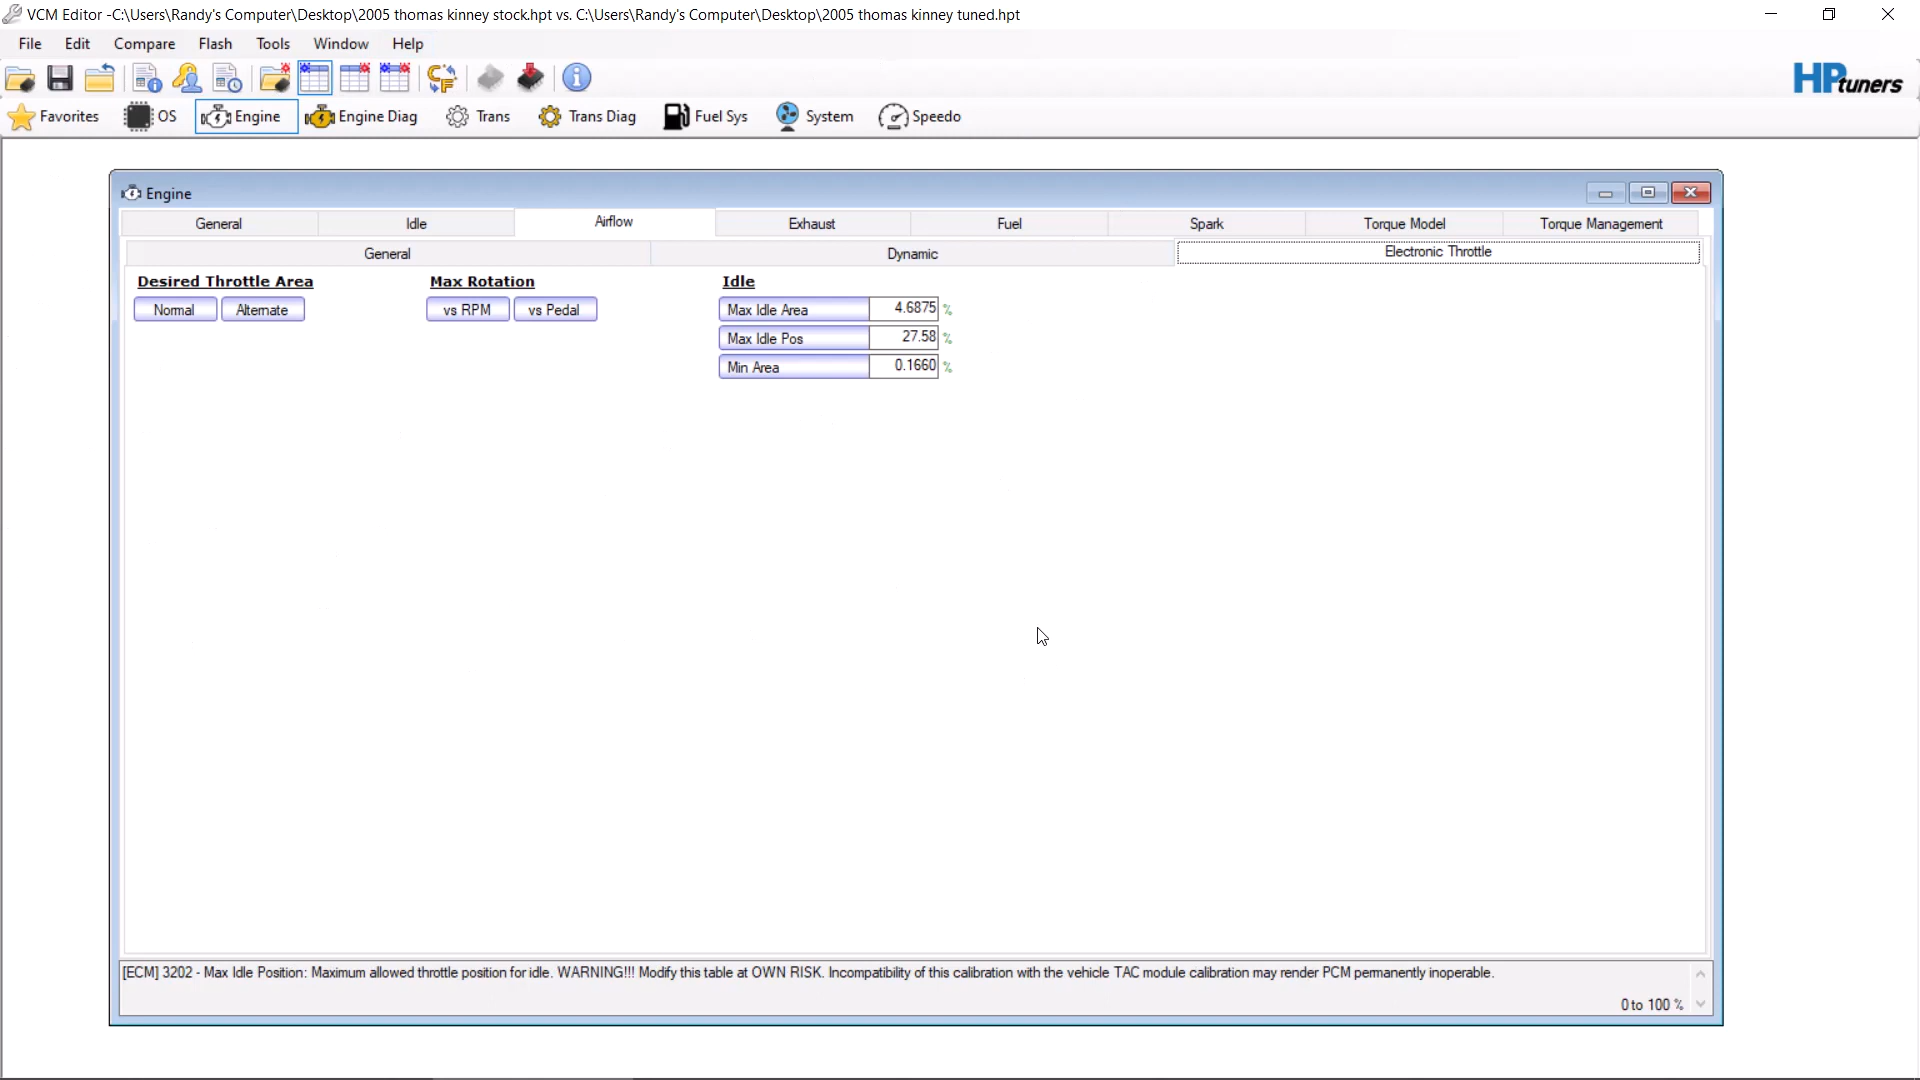 VCM Editor -C:\Users\Randy's Computer\Desktop\2005 thomas kinney stock.hpt vs. C:\Users\Randy's Computer\Desktop\2005 thomas kinney tuned.hpt
File Edit Compare Flash Tools Window Help
HPtuners
Favorites OS Engine Engine Diag Trans Trans Diag Fuel Sys System Speedo
Engine
General Idle Airflow Exhaust Fuel Spark Torque Model Torque Management
General Dynamic Electronic Throttle
Desired Throttle Area Max Rotation Idle
Normal Alternate vs RPM vs Pedal Max Idle Area 4.6875 %
Max Idle Pos 27.58 %
Min Area 0.1660 %
[ECM] 3202 - Max Idle Position: Maximum allowed throttle position for idle. WARNING!!! Modify this table at OWN RISK. Incompatibility of this calibration with the vehicle TAC module calibration may render PCM permanently inoperable.
0 to 100 %